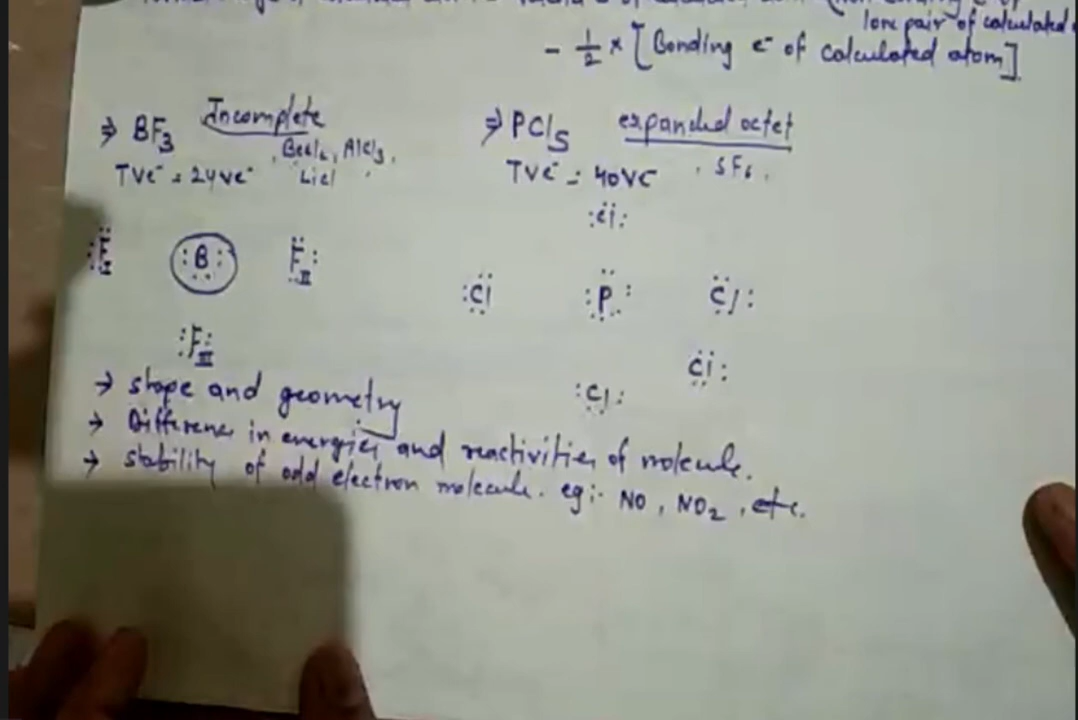 lone pair of calculated
- 1/2 × [Bonding e⁻ of calculated atom]
⇒ BF₃ Incomplete
BeCl₂, AlCl₃,
LiCl
TVe⁻ = 24ve⁻
⇒ PCl₅ expanded octet
, SF₆,
TVe⁻ = 40VE
:Cl:
:F I
:B:
F: II
:F: III
:Cl
:P:
Cl:
Cl:
:Cl:
→ shape and geometry
→ Difference in energies and reactivities of molecule.
→ stability of odd electron molecule. eg:- NO, NO₂, etc.